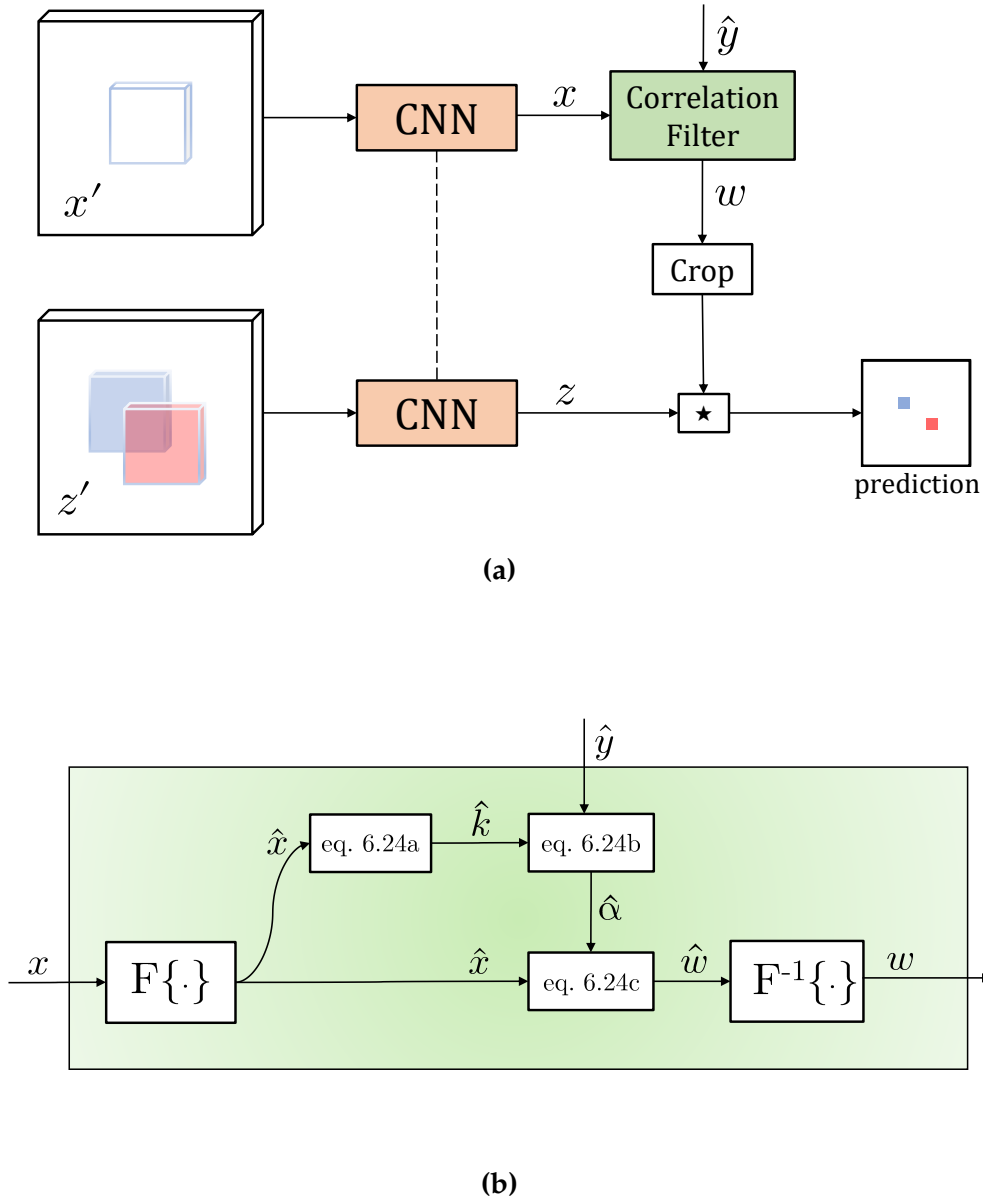 x′
CNN
x
ŷ
Correlation
Filter
w
Crop
z′
CNN
z
★
prediction
(a)
ŷ
x̂
eq. 6.24a
k̂
eq. 6.24b
α̂
x
F{·}
x̂
eq. 6.24c
ŵ
F⁻¹{·}
w
(b)